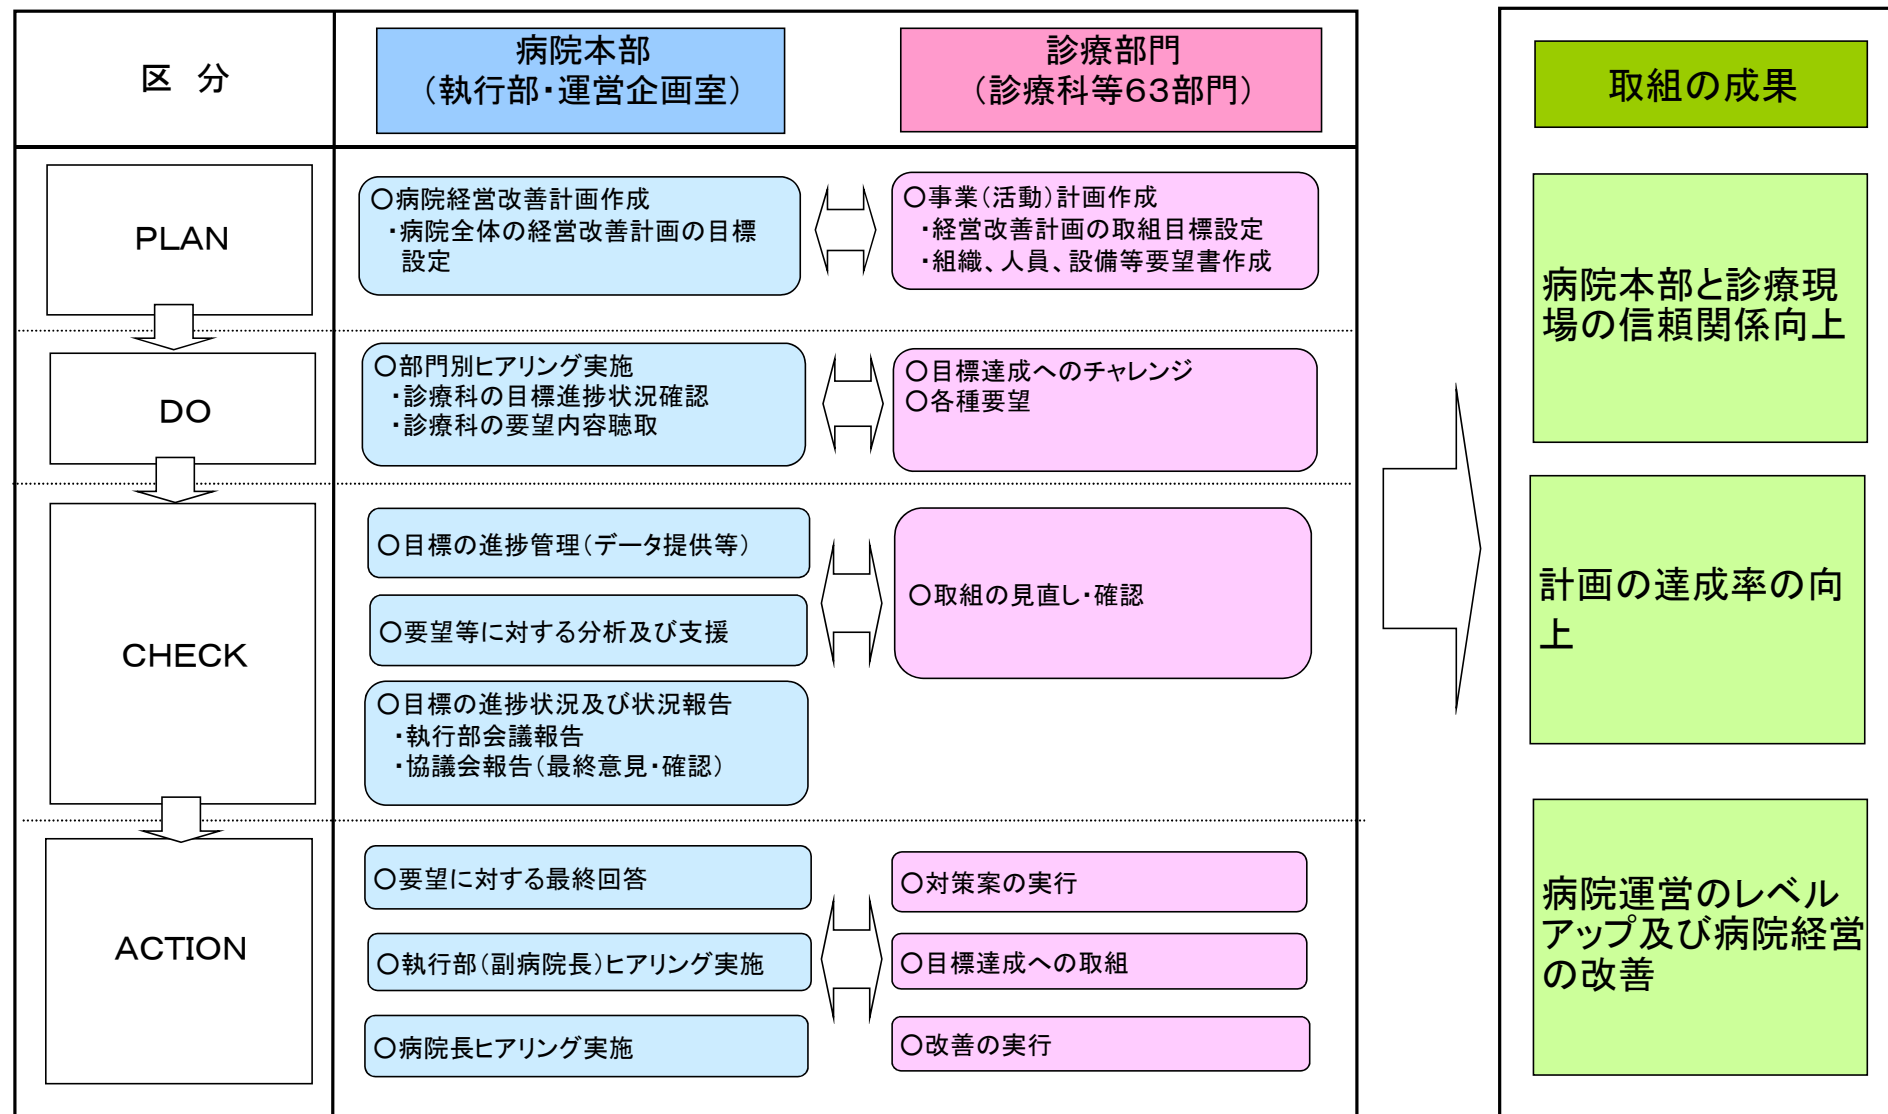 区 分
病院本部
（執行部・運営企画室）
診療部門
（診療科等６３部門）
取組の成果
PLAN
○病院経営改善計画作成
・病院全体の経営改善計画の目標
設定
○事業（活動）計画作成
・経営改善計画の取組目標設定
・組織、人員、設備等要望書作成
DO
○部門別ヒアリング実施
・診療科の目標進捗状況確認
・診療科の要望内容聴取
○目標達成へのチャレンジ
○各種要望
CHECK
○目標の進捗管理（データ提供等）
○要望等に対する分析及び支援
○目標の進捗状況及び状況報告
・執行部会議報告
・協議会報告（最終意見・確認）
○取組の見直し・確認
ACTION
○要望に対する最終回答
○執行部（副病院長）ヒアリング実施
○病院長ヒアリング実施
○対策案の実行
○目標達成への取組
○改善の実行
病院本部と診療現
場の信頼関係向上
計画の達成率の向
上
病院運営のレベル
アップ及び病院経営
の改善